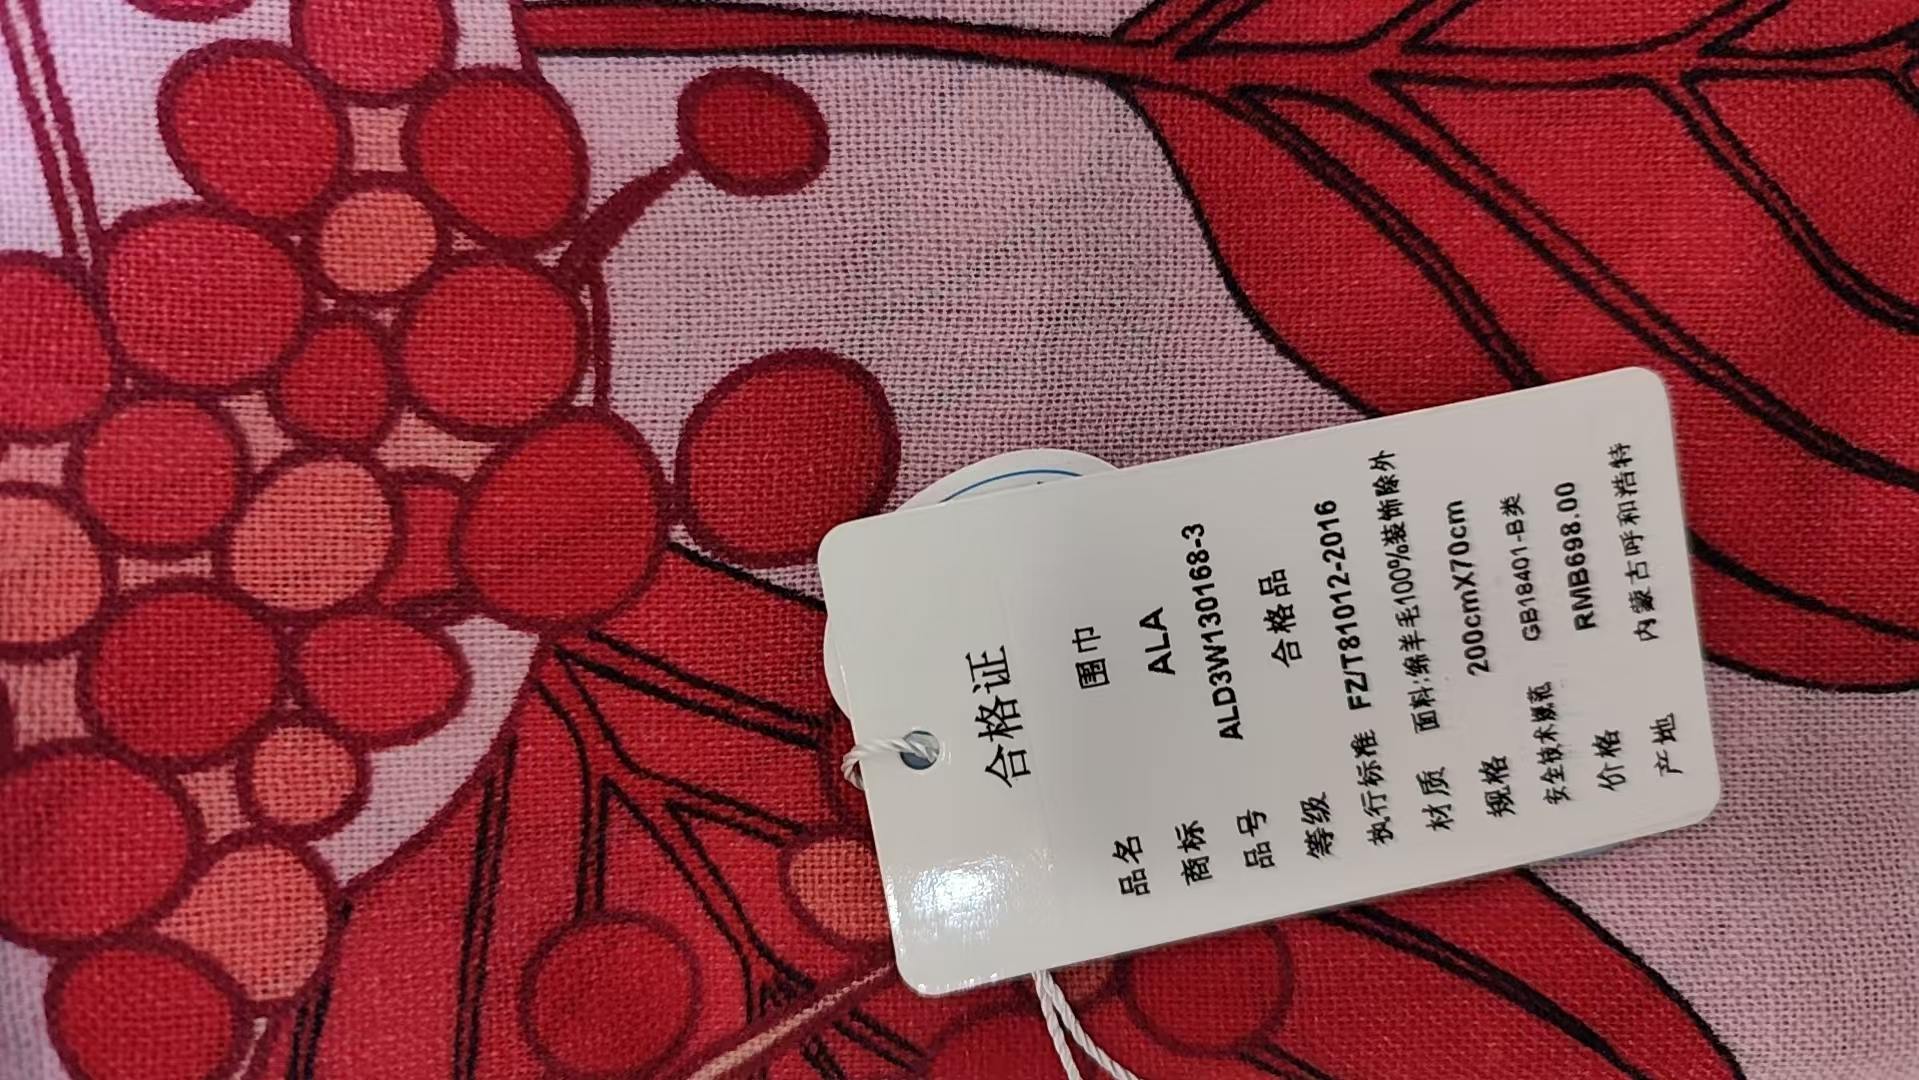 合格证
品名 围巾
商标 ALA
品号 ALD3W130168-3
等级 合格品
执行标准 FZ/T81012-2016
材质 面料:绵羊毛100%装饰除外
规格 200cmX70cm
安全技术规范 GB18401-B类
价格 RMB698.00
产地 内蒙古呼和浩特